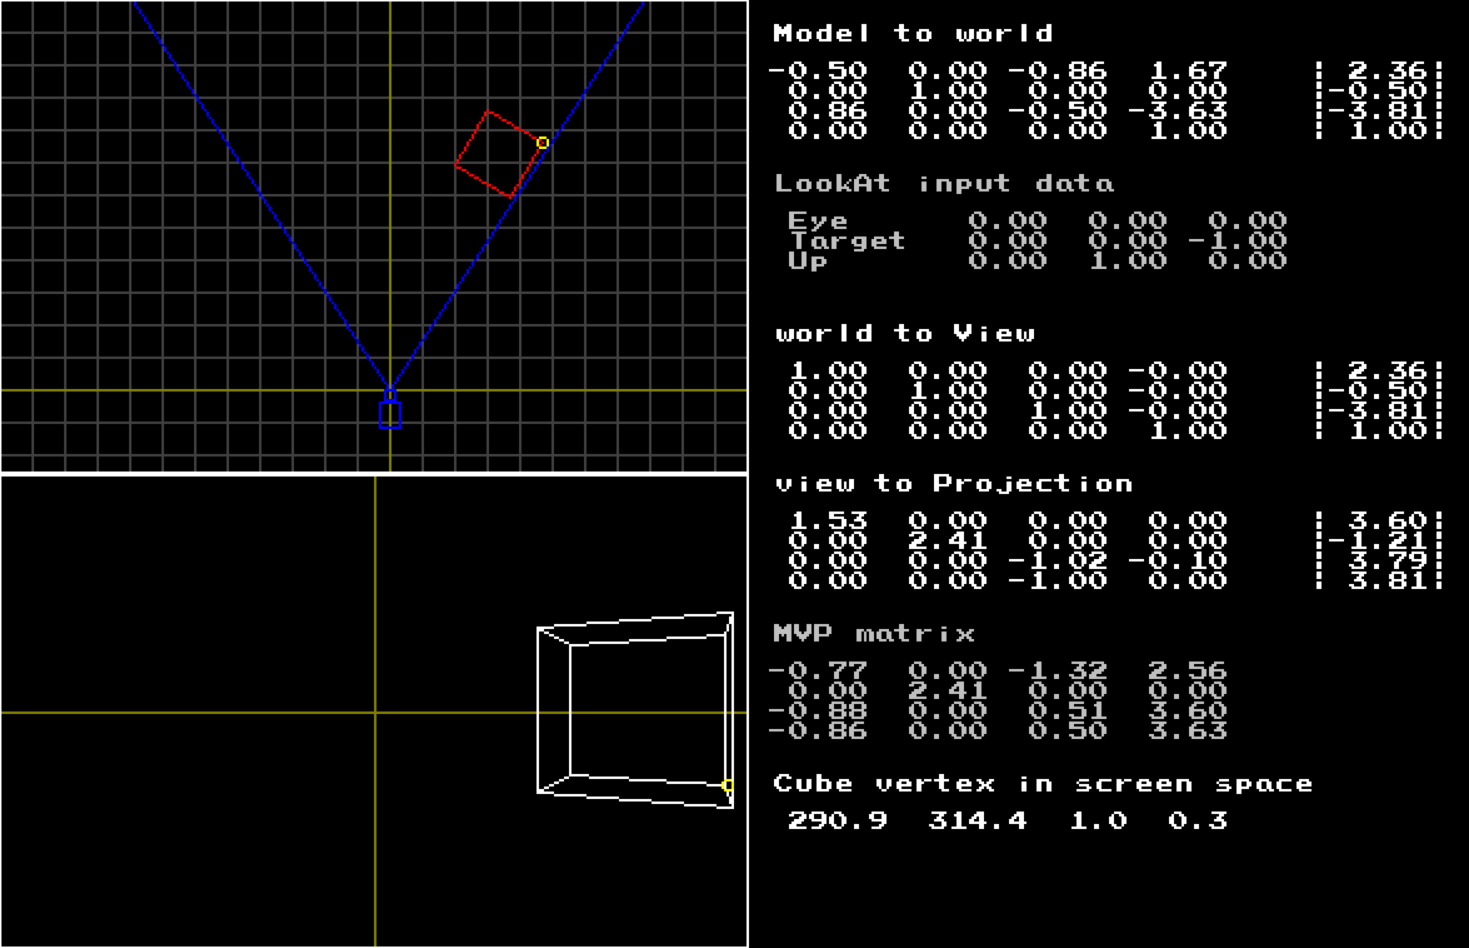 Model to world
-0.50 0.00 -0.86 1.67 | 2.36|
0.00 1.00 0.00 0.00 |-0.50|
0.86 0.00 -0.50 -3.63 |-3.81|
0.00 0.00 0.00 1.00 | 1.00|
LookAt input data
Eye 0.00 0.00 0.00
Target 0.00 0.00 -1.00
Up 0.00 1.00 0.00
world to View
1.00 0.00 0.00 -0.00 | 2.36|
0.00 1.00 0.00 -0.00 |-0.50|
0.00 0.00 1.00 -0.00 |-3.81|
0.00 0.00 0.00 1.00 | 1.00|
view to Projection
1.53 0.00 0.00 0.00 | 3.60|
0.00 2.41 0.00 0.00 |-1.21|
0.00 0.00 -1.02 -0.10 | 3.79|
0.00 0.00 -1.00 0.00 | 3.81|
MVP matrix
-0.77 0.00 -1.32 2.56
0.00 2.41 0.00 0.00
-0.88 0.00 0.51 3.60
-0.86 0.00 0.50 3.63
Cube vertex in screen space
290.9 314.4 1.0 0.3